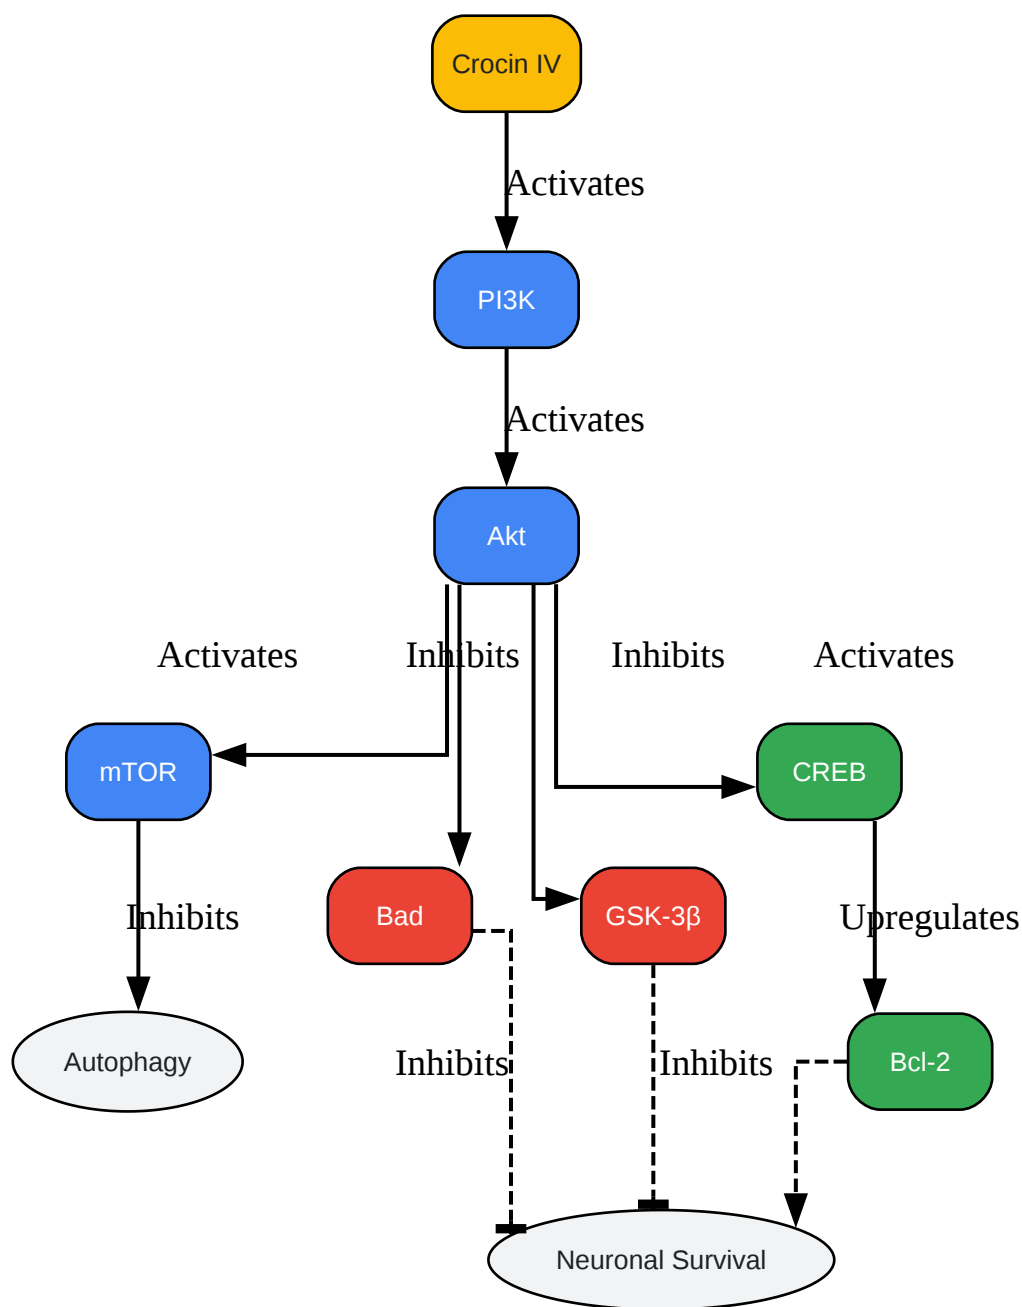 Crocin IV
Activates
PI3K
Activates
Akt
Activates
Inhibits
Inhibits
Activates
mTOR
CREB
Inhibits
Bad
GSK-3β
Upregulates
Autophagy
Inhibits
Inhibits
Bcl-2
Neuronal Survival